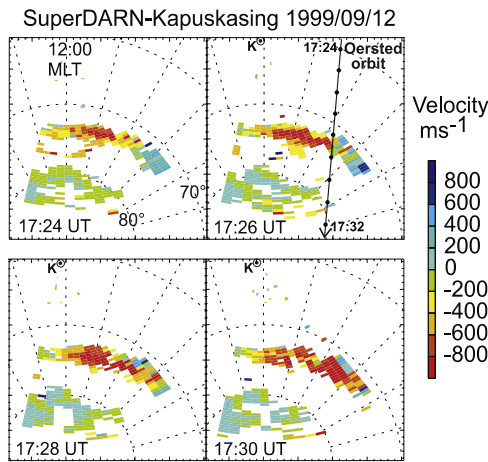 SuperDARN-Kapuskasing 1999/09/12
12:00
MLT
70°
80°
17:24 UT
K
17:24
Oersted
orbit
17:26 UT
17:32
Velocity
ms-1
800
600
400
200
0
-200
-400
-600
-800
K
17:28 UT
K
17:30 UT